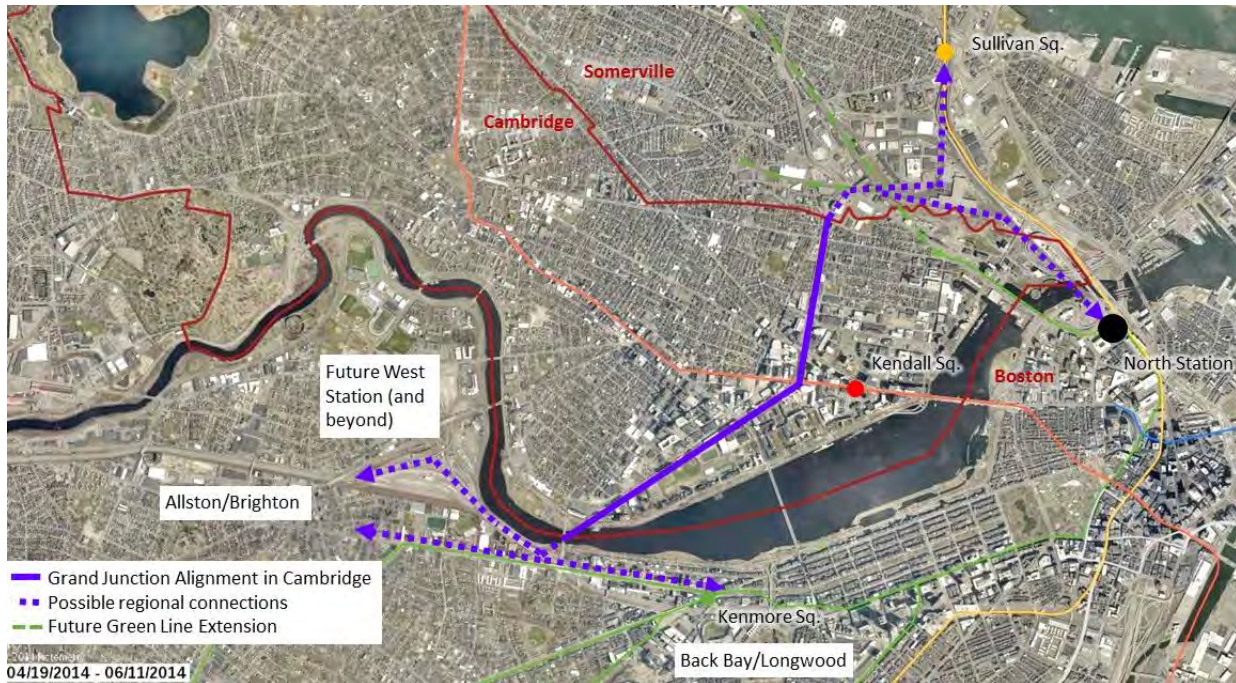 Sullivan Sq.
Somerville
Cambridge
Future West
Station (and
beyond)
Kendall Sq.
Boston
North Station
Allston/Brighton
Grand Junction Alignment in Cambridge
Possible regional connections
Future Green Line Extension
Kenmore Sq.
Back Bay/Longwood
04/19/2014 - 06/11/2014